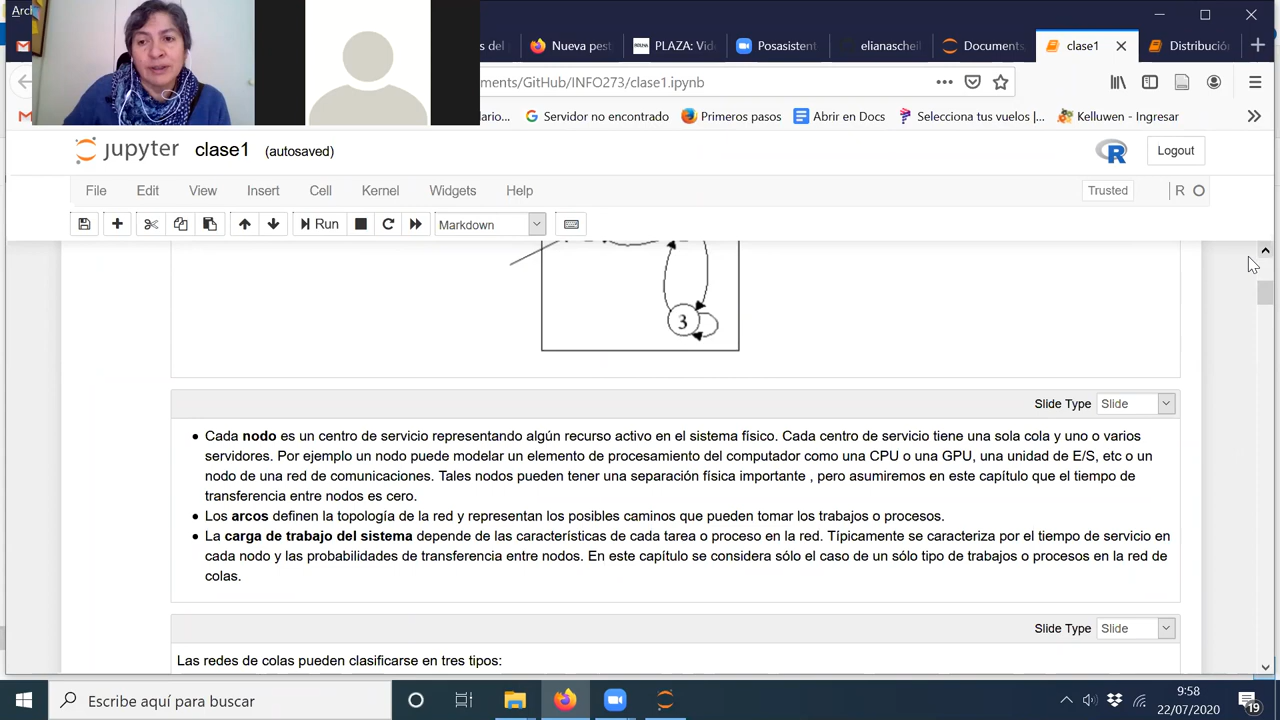 Arch
s del
Nueva pest
PLAZA: Vide
Posasistent
elianascheil
Documents
clase1
Distribución
ments/GitHub/INFO273/clase1.ipynb
lario...
Servidor no encontrado
Primeros pasos
Abrir en Docs
Selecciona tus vuelos |...
Kelluwen - Ingresar
jupyter clase1 (autosaved)
Logout
File Edit View Insert Cell Kernel Widgets Help
Trusted
R
Run
Markdown
3
Slide Type Slide
Cada nodo es un centro de servicio representando algún recurso activo en el sistema físico. Cada centro de servicio tiene una sola cola y uno o varios
servidores. Por ejemplo un nodo puede modelar un elemento de procesamiento del computador como una CPU o una GPU, una unidad de E/S, etc o un
nodo de una red de comunicaciones. Tales nodos pueden tener una separación física importante , pero asumiremos en este capítulo que el tiempo de
transferencia entre nodos es cero.
Los arcos definen la topología de la red y representan los posibles caminos que pueden tomar los trabajos o procesos.
La carga de trabajo del sistema depende de las características de cada tarea o proceso en la red. Típicamente se caracteriza por el tiempo de servicio en
cada nodo y las probabilidades de transferencia entre nodos. En este capítulo se considera sólo el caso de un sólo tipo de trabajos o procesos en la red de
colas.
Slide Type Slide
Las redes de colas pueden clasificarse en tres tipos:
Escribe aquí para buscar
9:58
22/07/2020
19